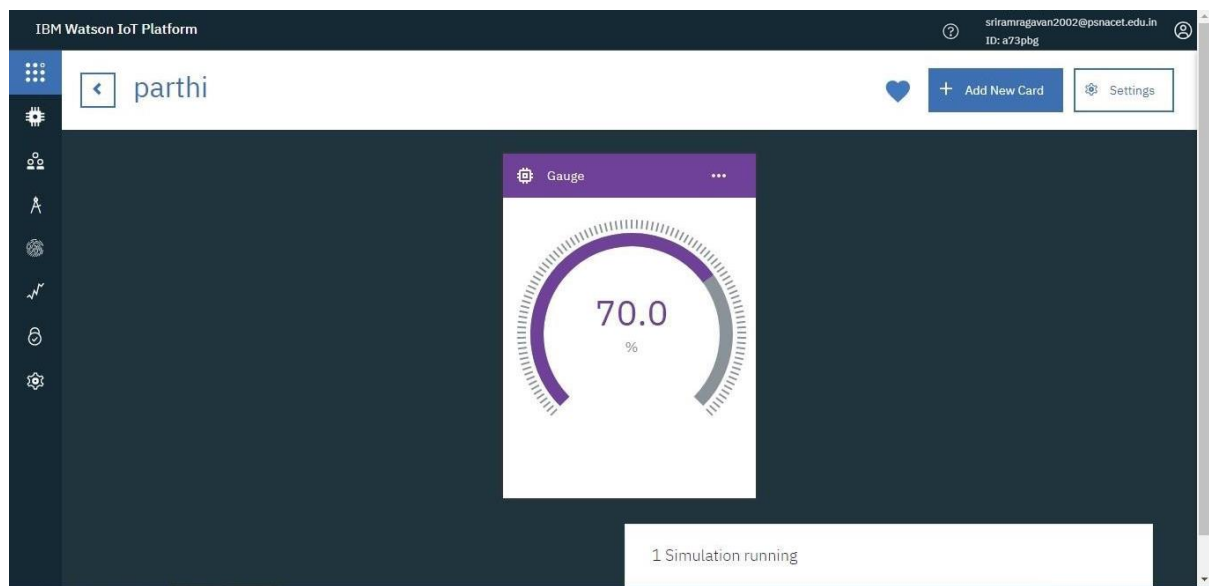 IBM Watson IoT Platform
sriramragavan2002@psnacet.edu.in
ID: a73pbg
parthi
+ Add New Card
Settings
Gauge
70.0
%
1 Simulation running